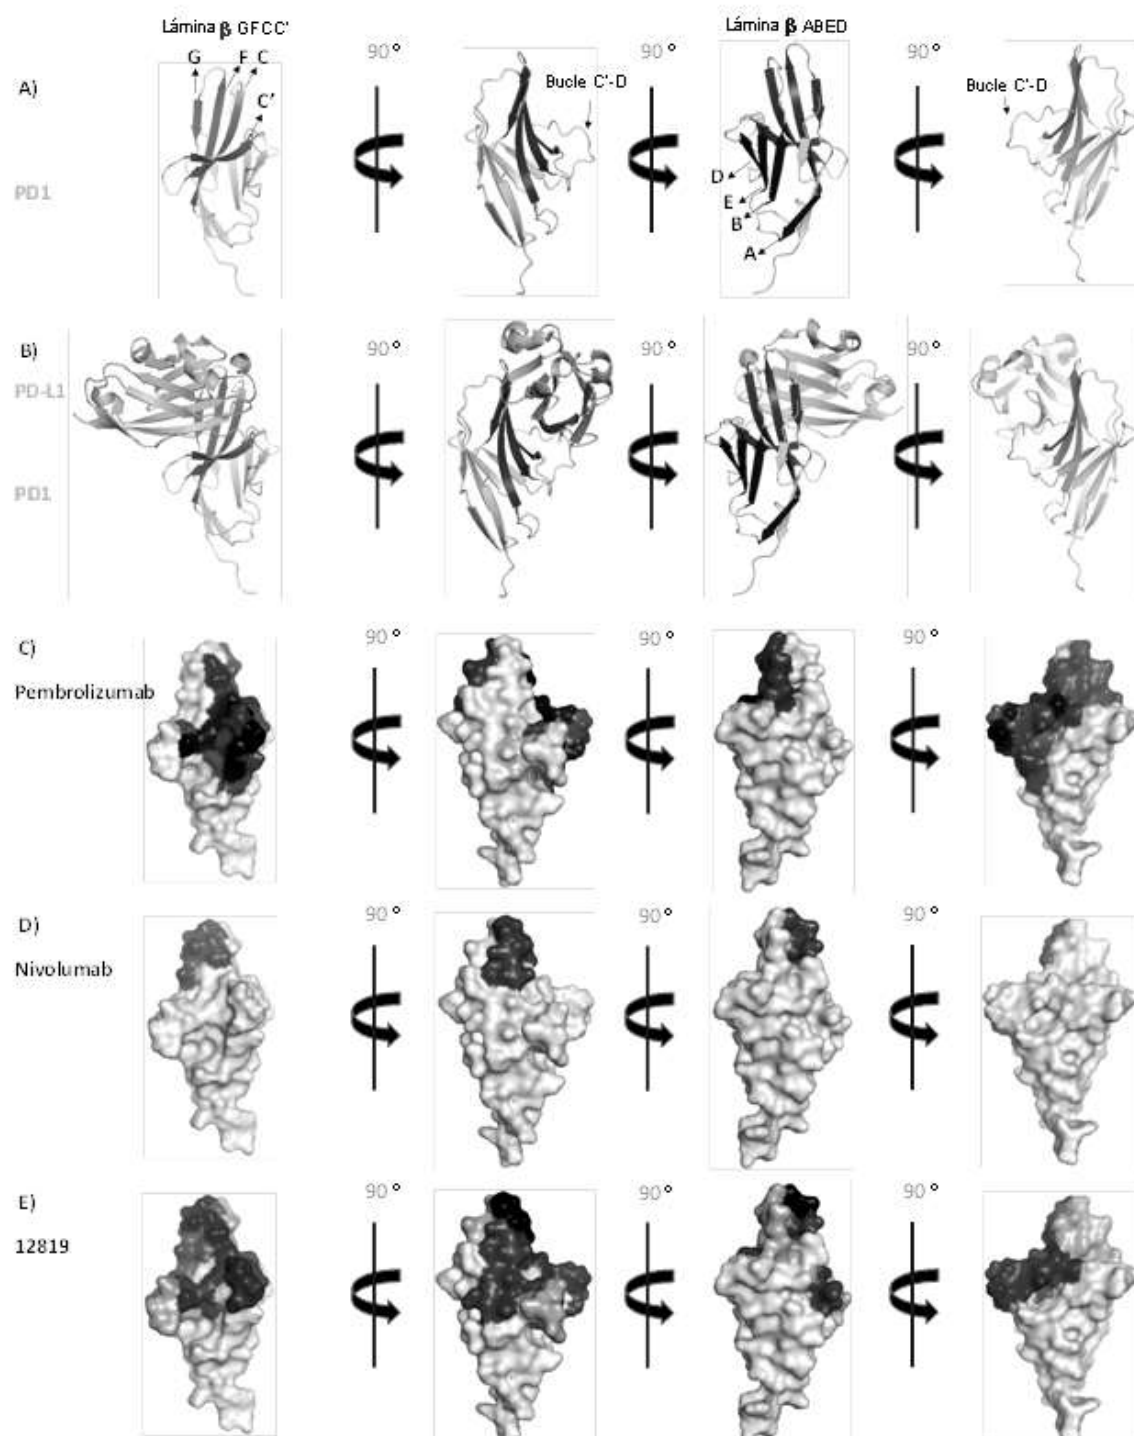 Lámina β GFCC' Lámina β ABED
90° 90° 90°
G F C
A) Bucle C'-D Bucle C'-D
C'
D
PD1
E
B
A
B) 90° 90° 90°
PD-L1
PD1
C) 90° 90° 90°
Pembrolizumab
D) 90° 90° 90°
Nivolumab
E) 90° 90° 90°
12819